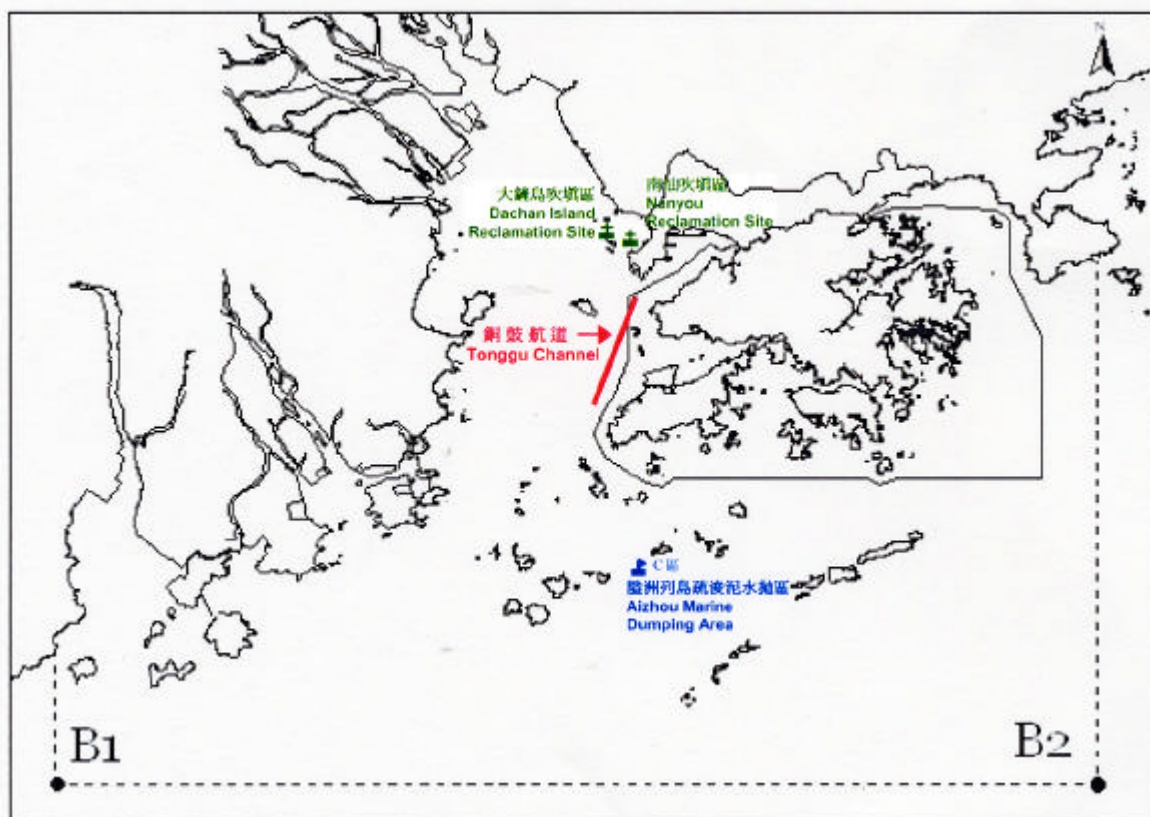 N
大鏟島吹填區
Dachan Island
Reclamation Site
南油吹填區
Nanyou
Reclamation Site
銅鼓航道
Tonggu Channel
C區
隘洲列島疏浚泥水拋區
Aizhou Marine
Dumping Area
B1
B2